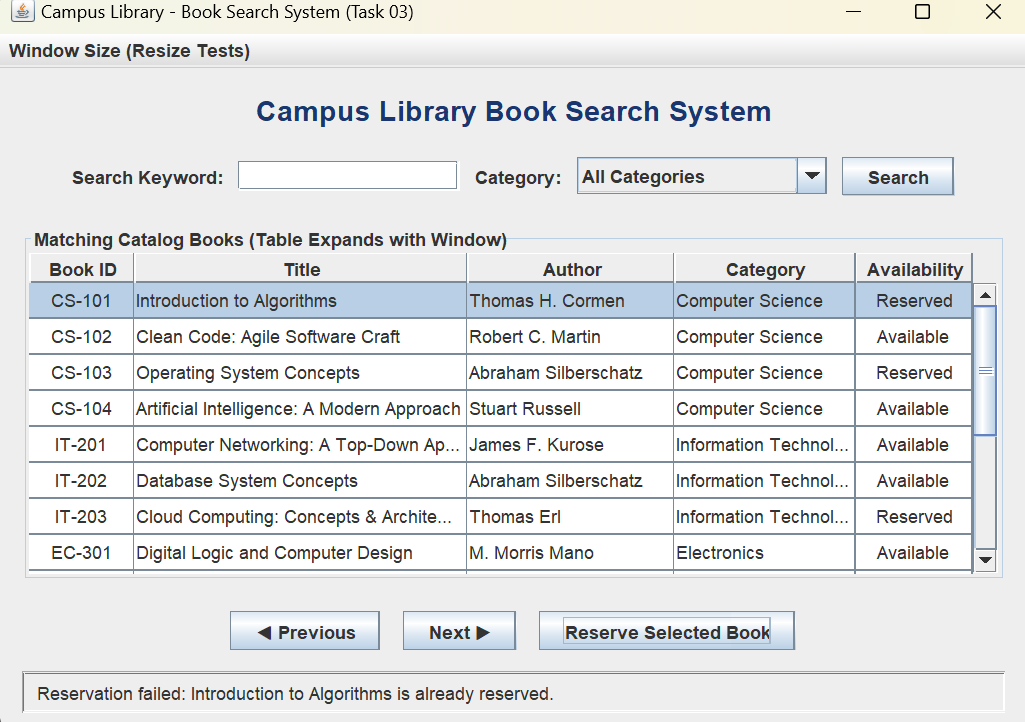 Campus Library - Book Search System (Task 03)
Window Size (Resize Tests)
Campus Library Book Search System
Search Keyword: Category: All Categories Search
Matching Catalog Books (Table Expands with Window)
Book ID Title Author Category Availability
CS-101 Introduction to Algorithms Thomas H. Cormen Computer Science Reserved
CS-102 Clean Code: Agile Software Craft Robert C. Martin Computer Science Available
CS-103 Operating System Concepts Abraham Silberschatz Computer Science Reserved
CS-104 Artificial Intelligence: A Modern Approach Stuart Russell Computer Science Available
IT-201 Computer Networking: A Top-Down Ap... James F. Kurose Information Technol... Available
IT-202 Database System Concepts Abraham Silberschatz Information Technol... Available
IT-203 Cloud Computing: Concepts & Archite... Thomas Erl Information Technol... Reserved
EC-301 Digital Logic and Computer Design M. Morris Mano Electronics Available
◀ Previous Next ▶ Reserve Selected Book
Reservation failed: Introduction to Algorithms is already reserved.